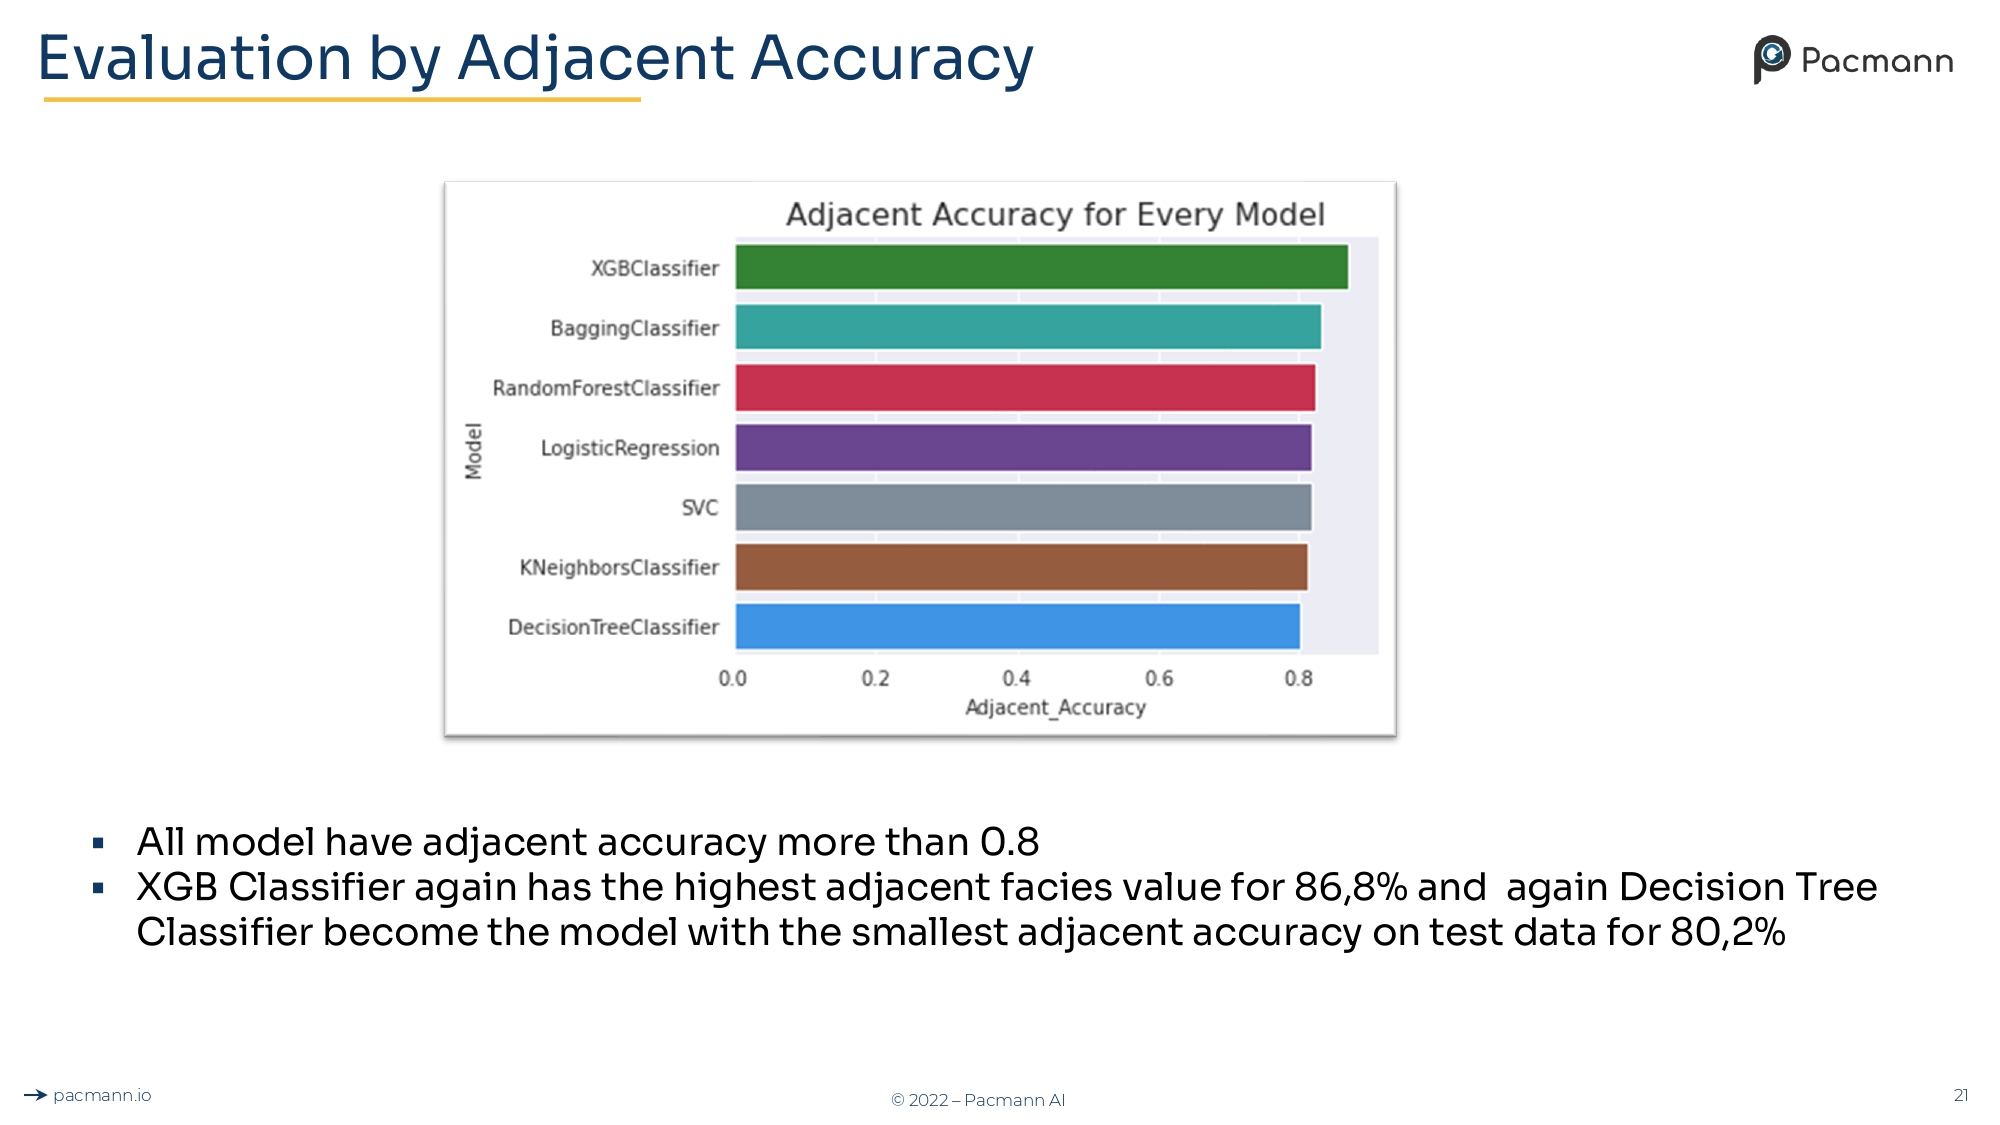 Evaluation by Adjacent Accuracy
Pacmann
Adjacent Accuracy for Every Model
XGBClassifier
BaggingClassifier
RandomForestClassifier
LogisticRegression
SVC
KNeighborsClassifier
DecisionTreeClassifier
Model
0.0 0.2 0.4 0.6 0.8
Adjacent_Accuracy
▪ All model have adjacent accuracy more than 0.8
▪ XGB Classifier again has the highest adjacent facies value for 86,8% and  again Decision Tree
Classifier become the model with the smallest adjacent accuracy on test data for 80,2%
pacmann.io
© 2022 – Pacmann AI
21